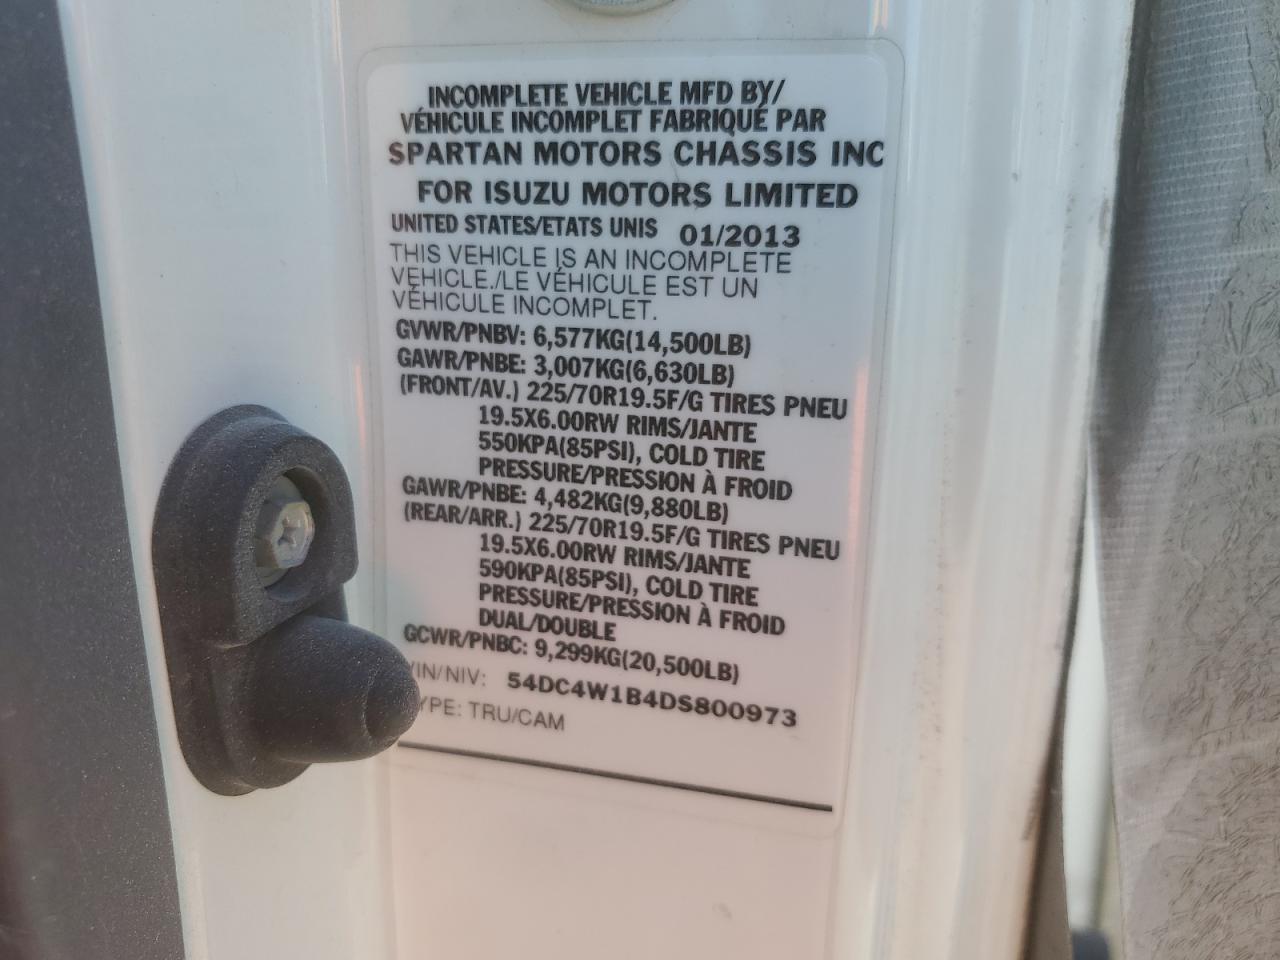 INCOMPLETE VEHICLE MFD BY/
VÉHICULE INCOMPLET FABRIQUÉ PAR
SPARTAN MOTORS CHASSIS INC
FOR ISUZU MOTORS LIMITED
UNITED STATES/ETATS UNIS 01/2013
THIS VEHICLE IS AN INCOMPLETE
VEHICLE./LE VÉHICULE EST UN
VÉHICULE INCOMPLET.
GVWR/PNBV: 6,577KG(14,500LB)
GAWR/PNBE: 3,007KG(6,630LB)
(FRONT/AV.) 225/70R19.5F/G TIRES PNEU
19.5X6.00RW RIMS/JANTE
550KPA(85PSI), COLD TIRE
PRESSURE/PRESSION À FROID
GAWR/PNBE: 4,482KG(9,880LB)
(REAR/ARR.) 225/70R19.5F/G TIRES PNEU
19.5X6.00RW RIMS/JANTE
590KPA(85PSI), COLD TIRE
PRESSURE/PRESSION À FROID
DUAL/DOUBLE
GCWR/PNBC: 9,299KG(20,500LB)
VIN/NIV: 54DC4W1B4DS800973
TYPE: TRU/CAM